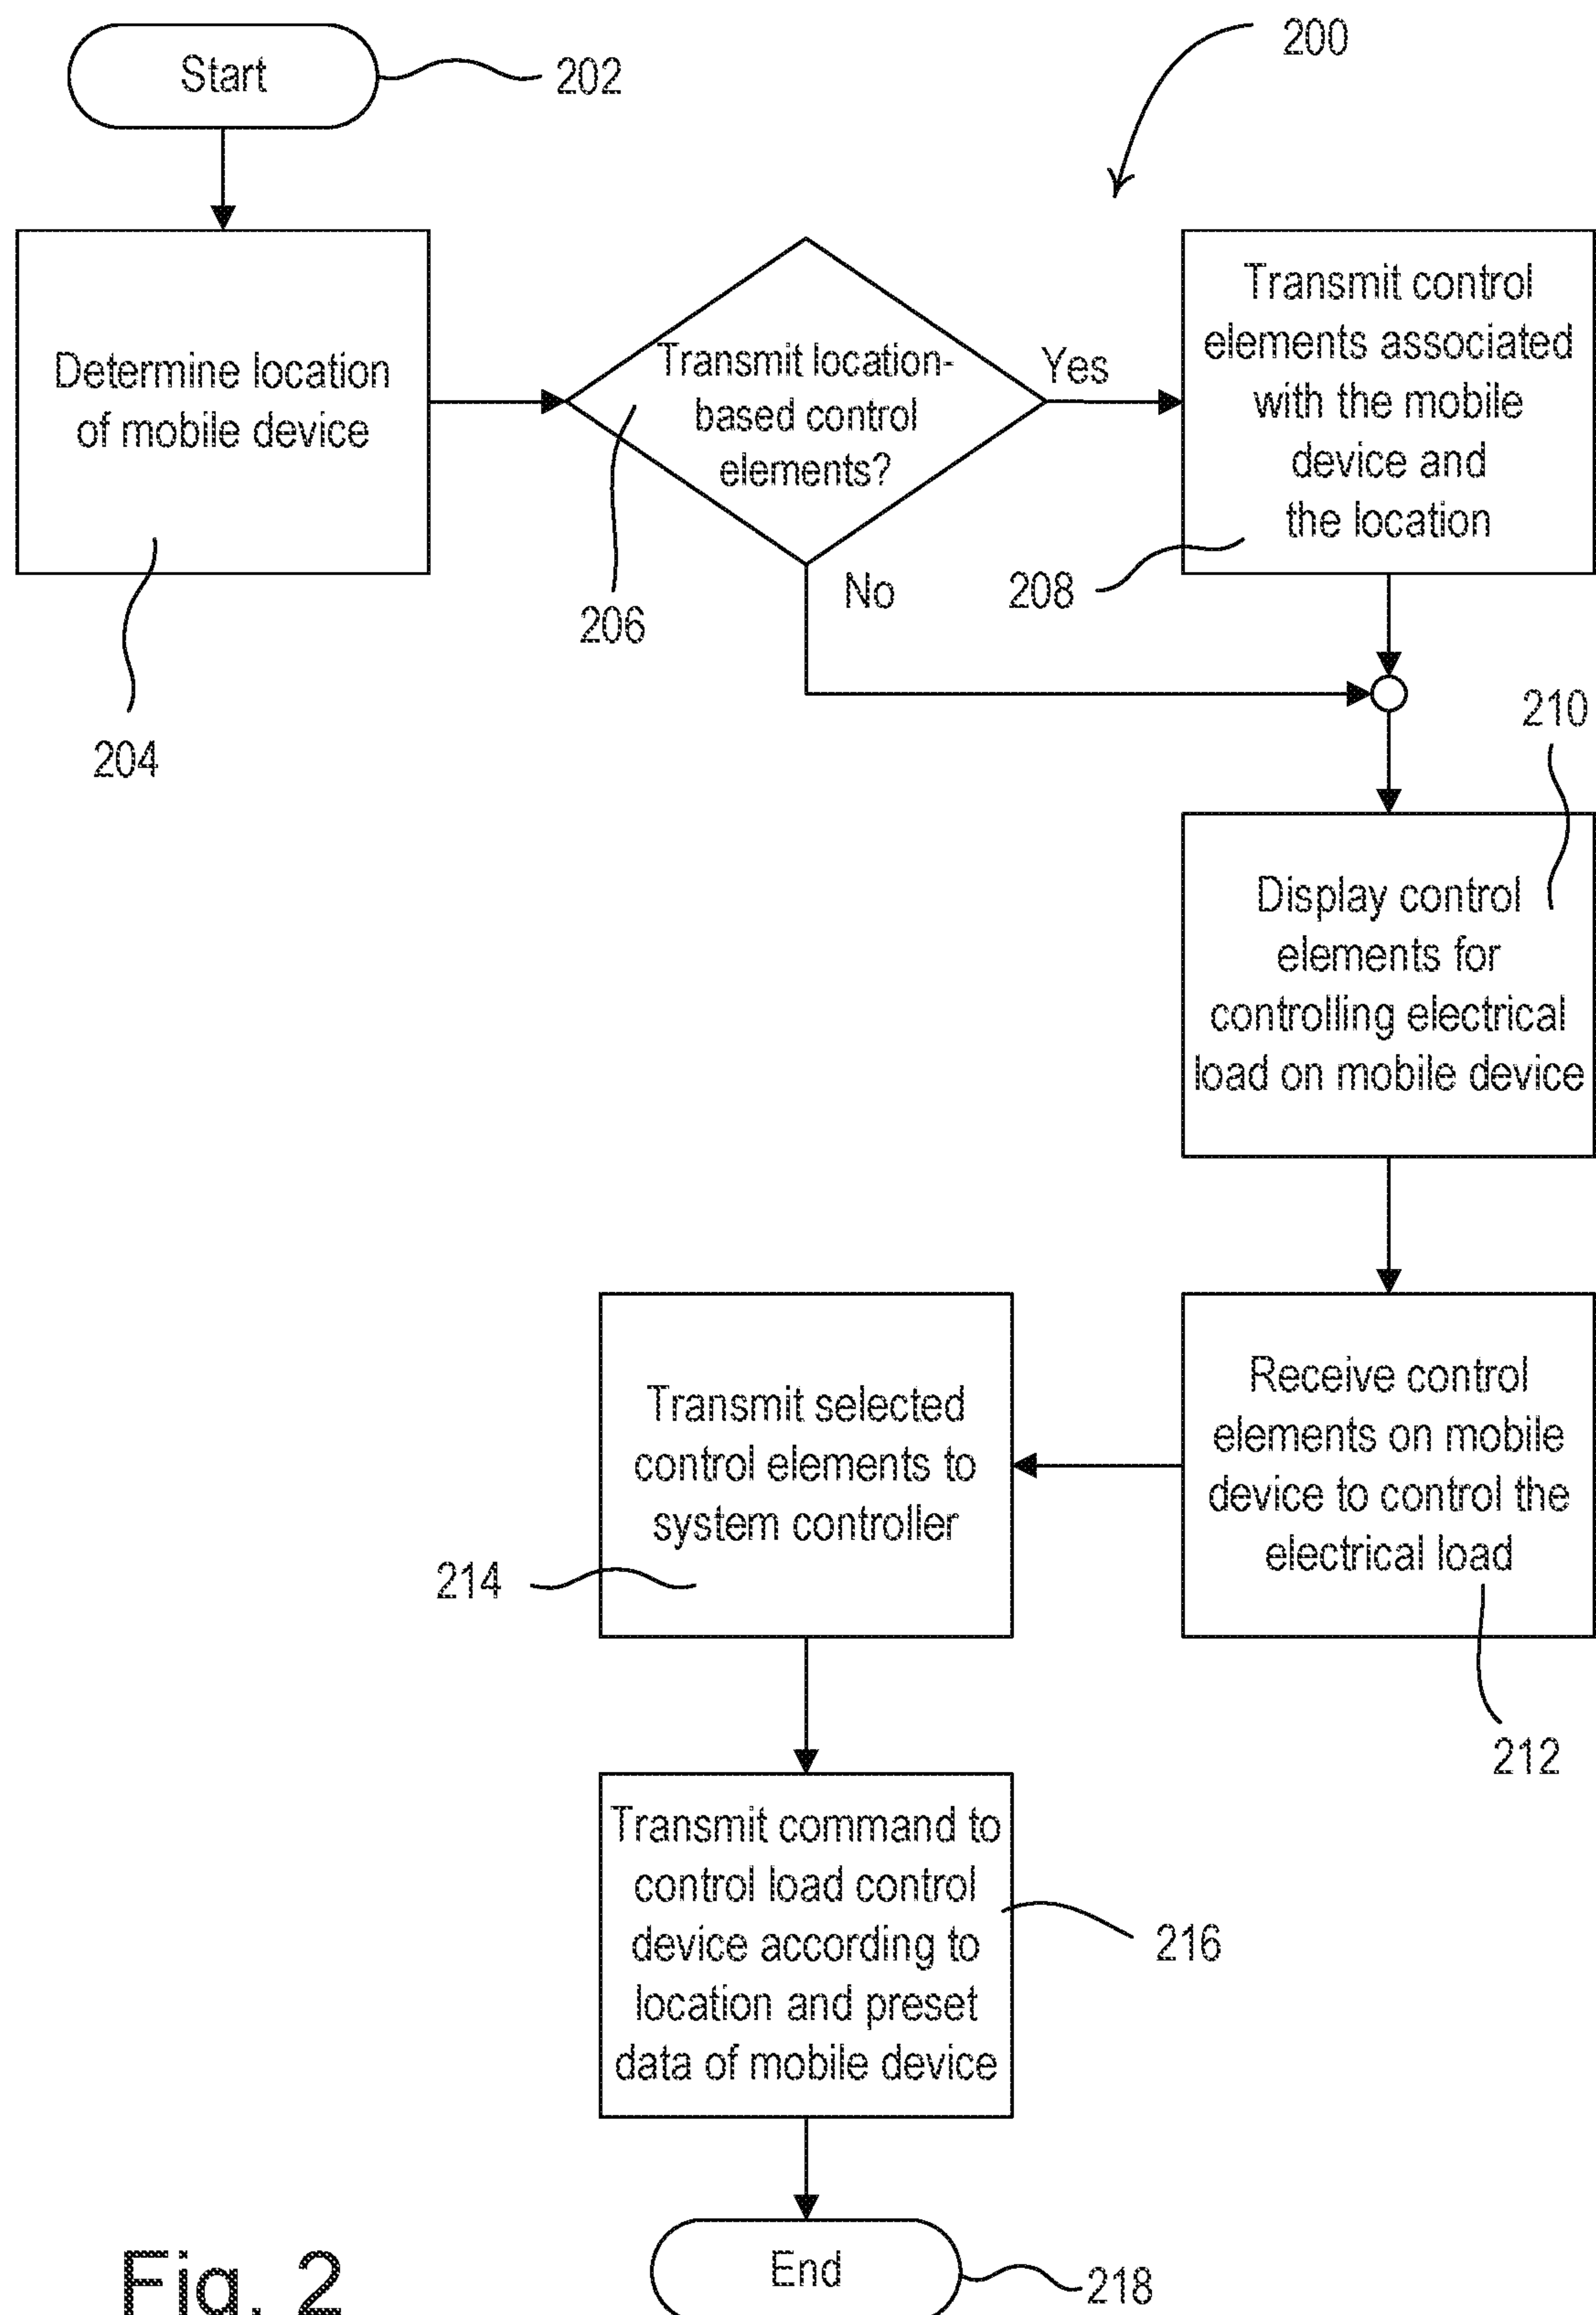 Start
202
200
Determine location
of mobile device
204
Transmit location-
based control
elements?
206
Yes
No
Transmit control
elements associated
with the mobile
device and
the location
208
210
Display control
elements for
controlling electrical
load on mobile device
Receive control
elements on mobile
device to control the
electrical load
212
Transmit selected
control elements to
system controller
214
Transmit command to
control load control
device according to
location and preset
data of mobile device
216
End
218
Fig. 2